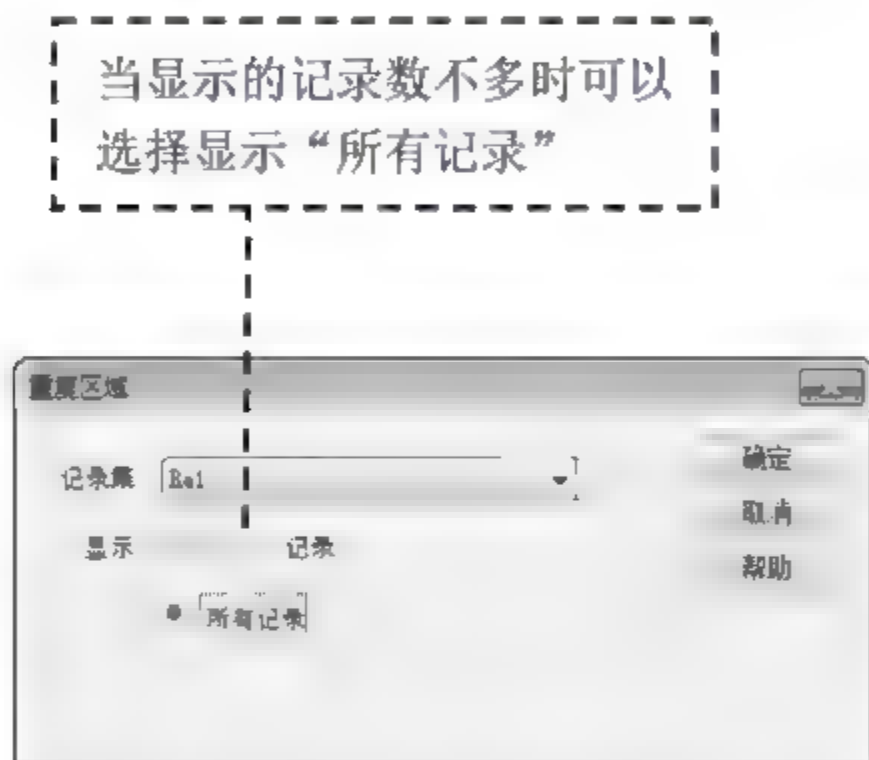 当显示的记录数不多时可以
选择显示“所有记录”
重复区域
记录集
确定
取消
显示 记录
帮助
所有记录